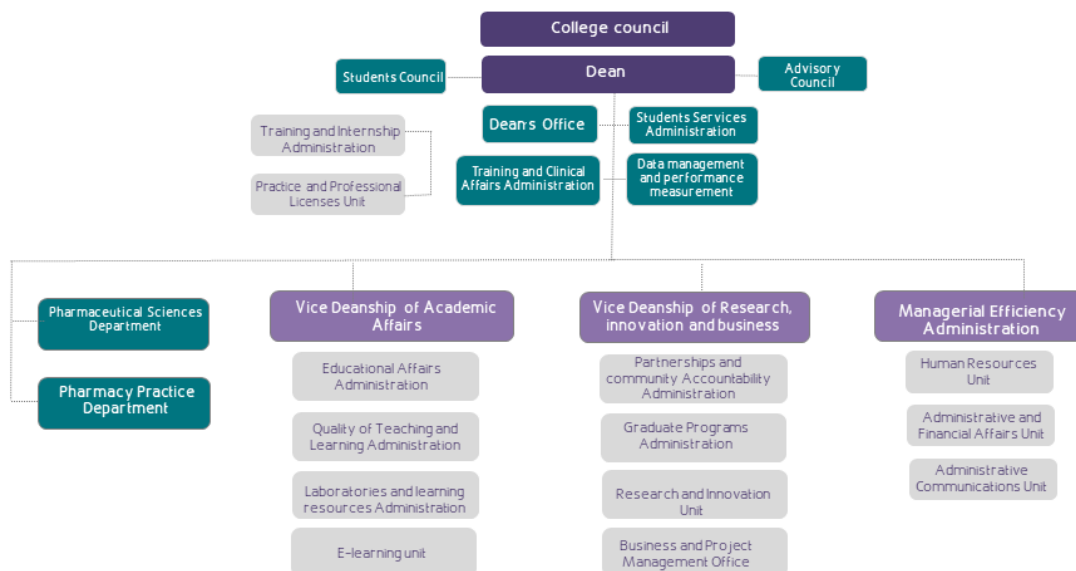 College council
Dean
Students Council
Advisory
Council
Dean's Office
Students Services
Administration
Training and Internship
Administration
Training and Clinical
Affairs Administration
Data management
and performance
measurement
Practice and Professional
Licenses Unit
Pharmaceutical Sciences
Department
Pharmacy Practice
Department
Vice Deanship of Academic
Affairs
Educational Affairs
Administration
Quality of Teaching and
Learning Administration
Laboratories and learning
resources Administration
E-learning unit
Vice Deanship of Research,
innovation and business
Partnerships and
community Accountability
Administration
Graduate Programs
Administration
Research and Innovation
Unit
Business and Project
Management Office
Managerial Efficiency
Administration
Human Resources
Unit
Administrative and
Financial Affairs Unit
Administrative
Communications Unit